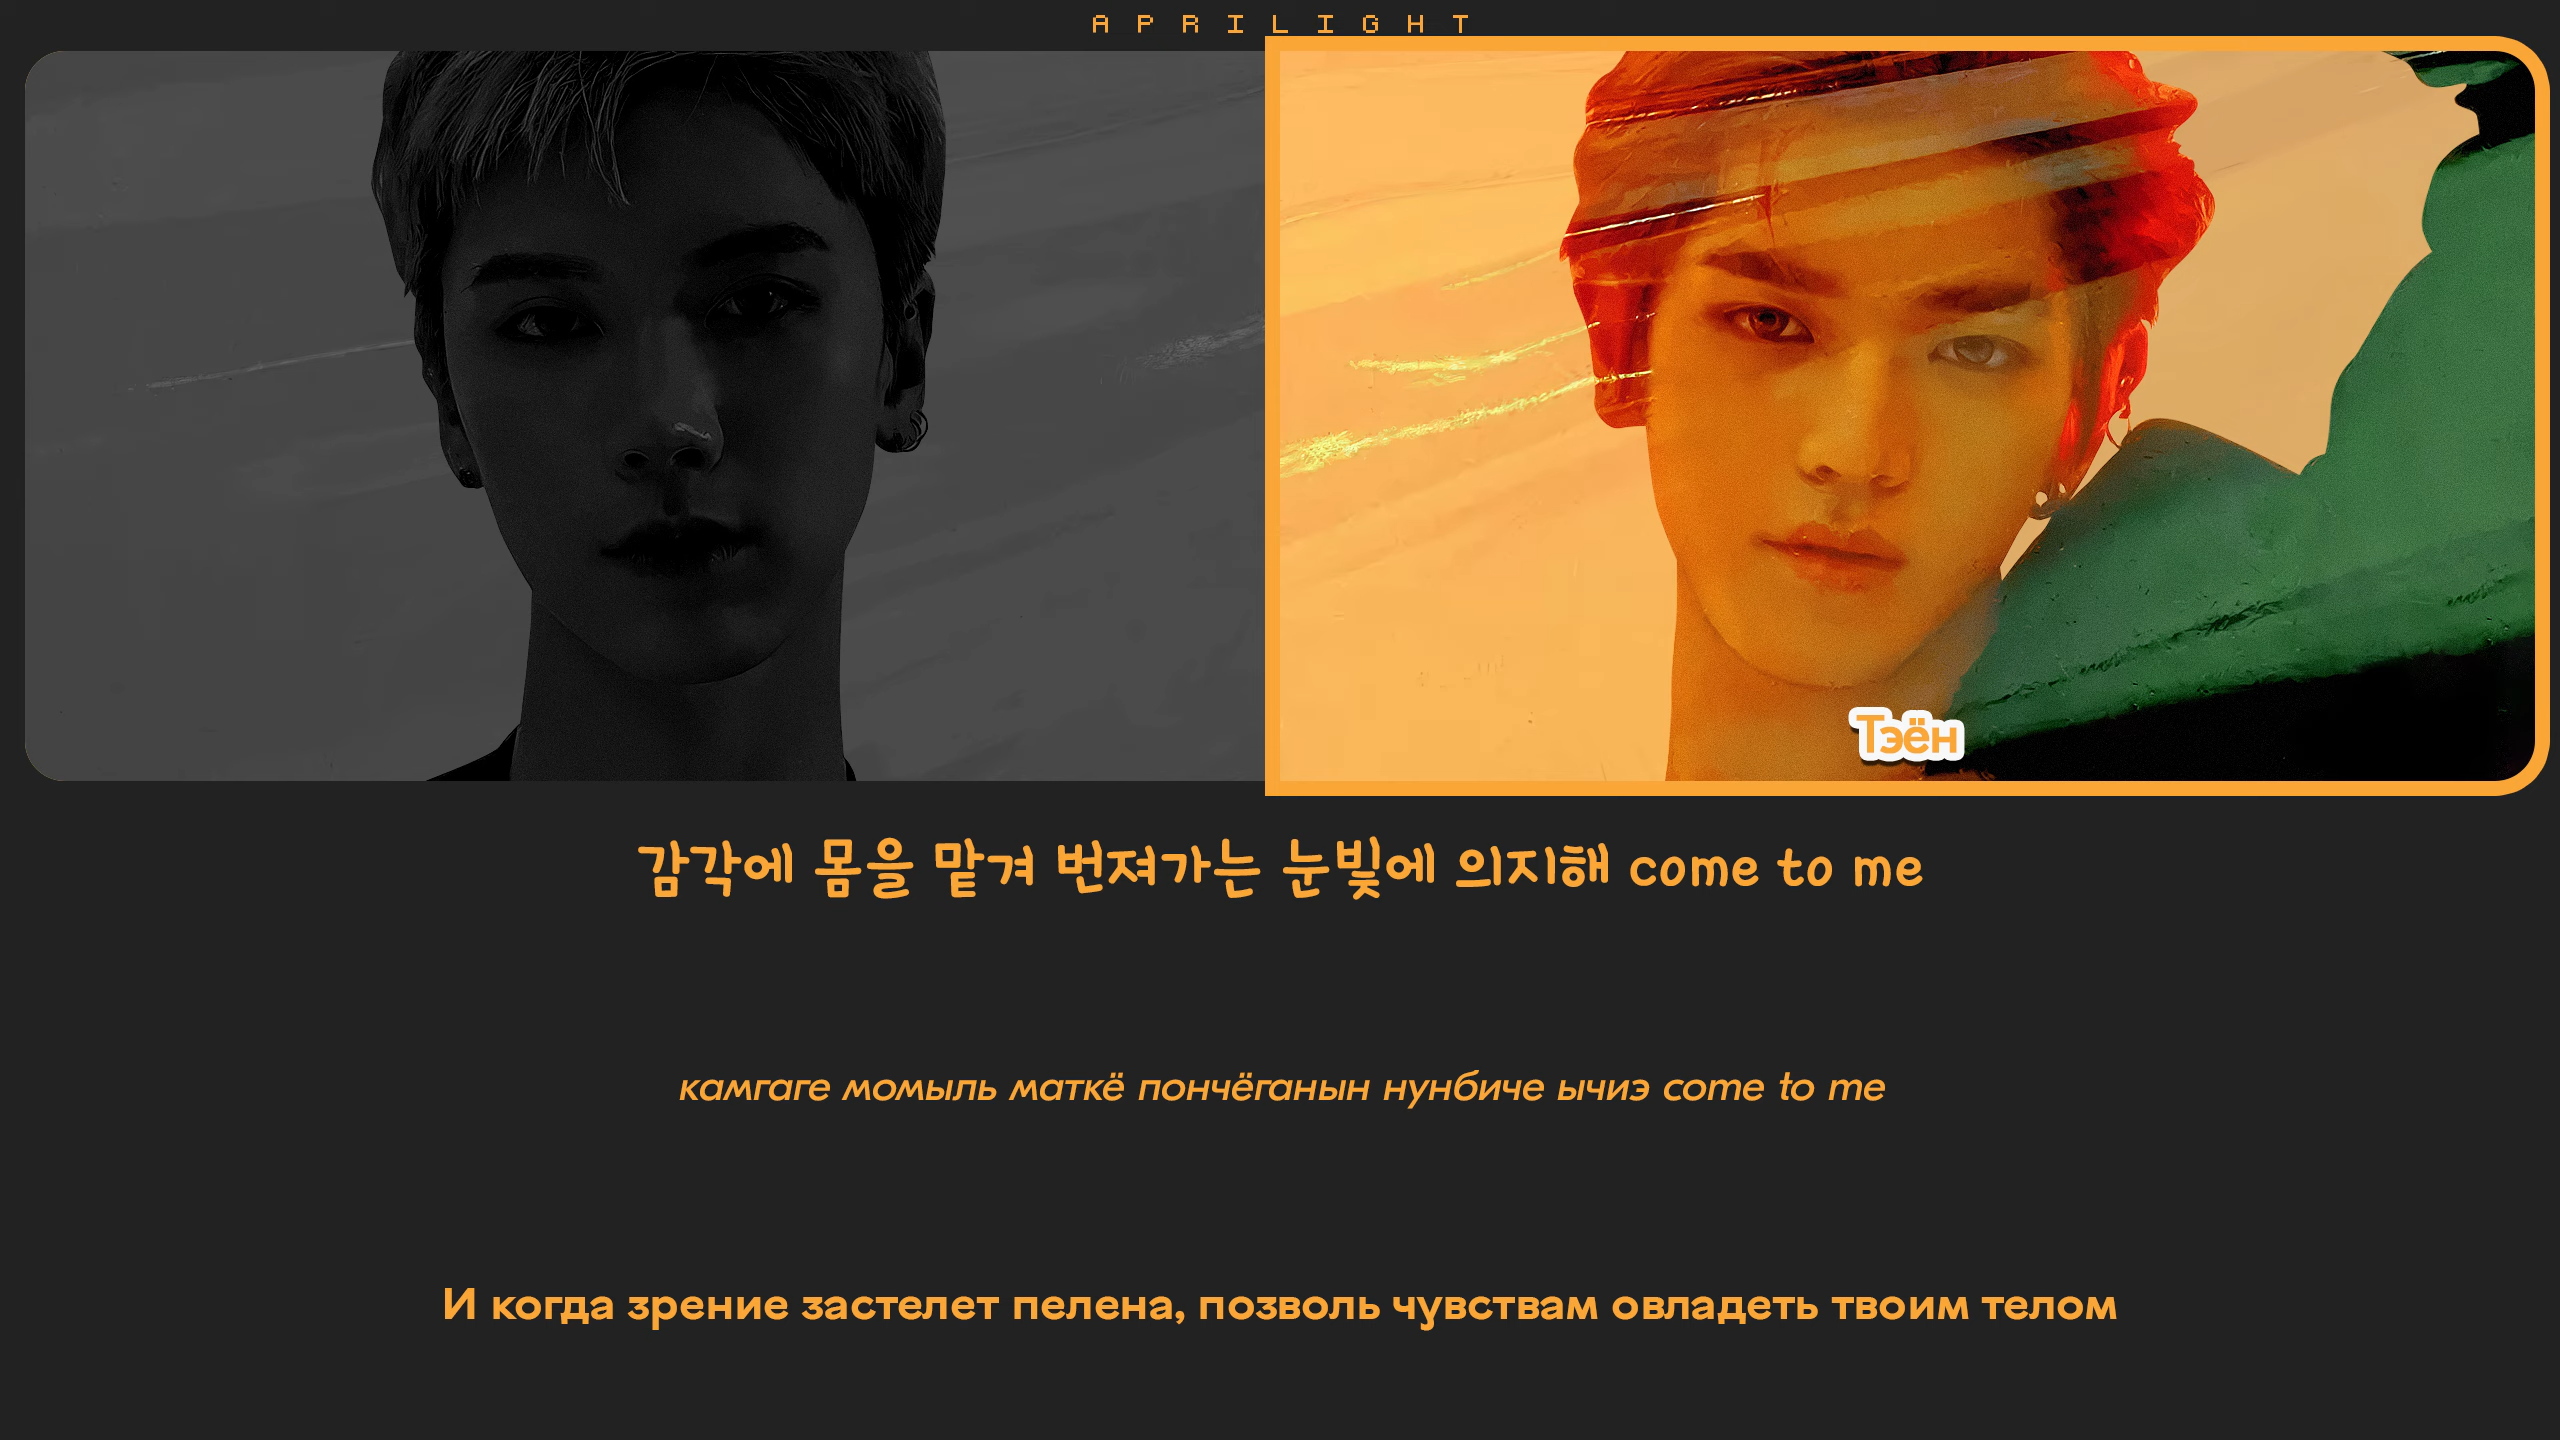 APRILIGHT
Тэён
감각에 몸을 맡겨 번져가는 눈빛에 의지해 come to me
камгаге момыль маткё пончёганын нунбиче ычиэ come to me
И когда зрение застелет пелена, позволь чувствам овладеть твоим телом